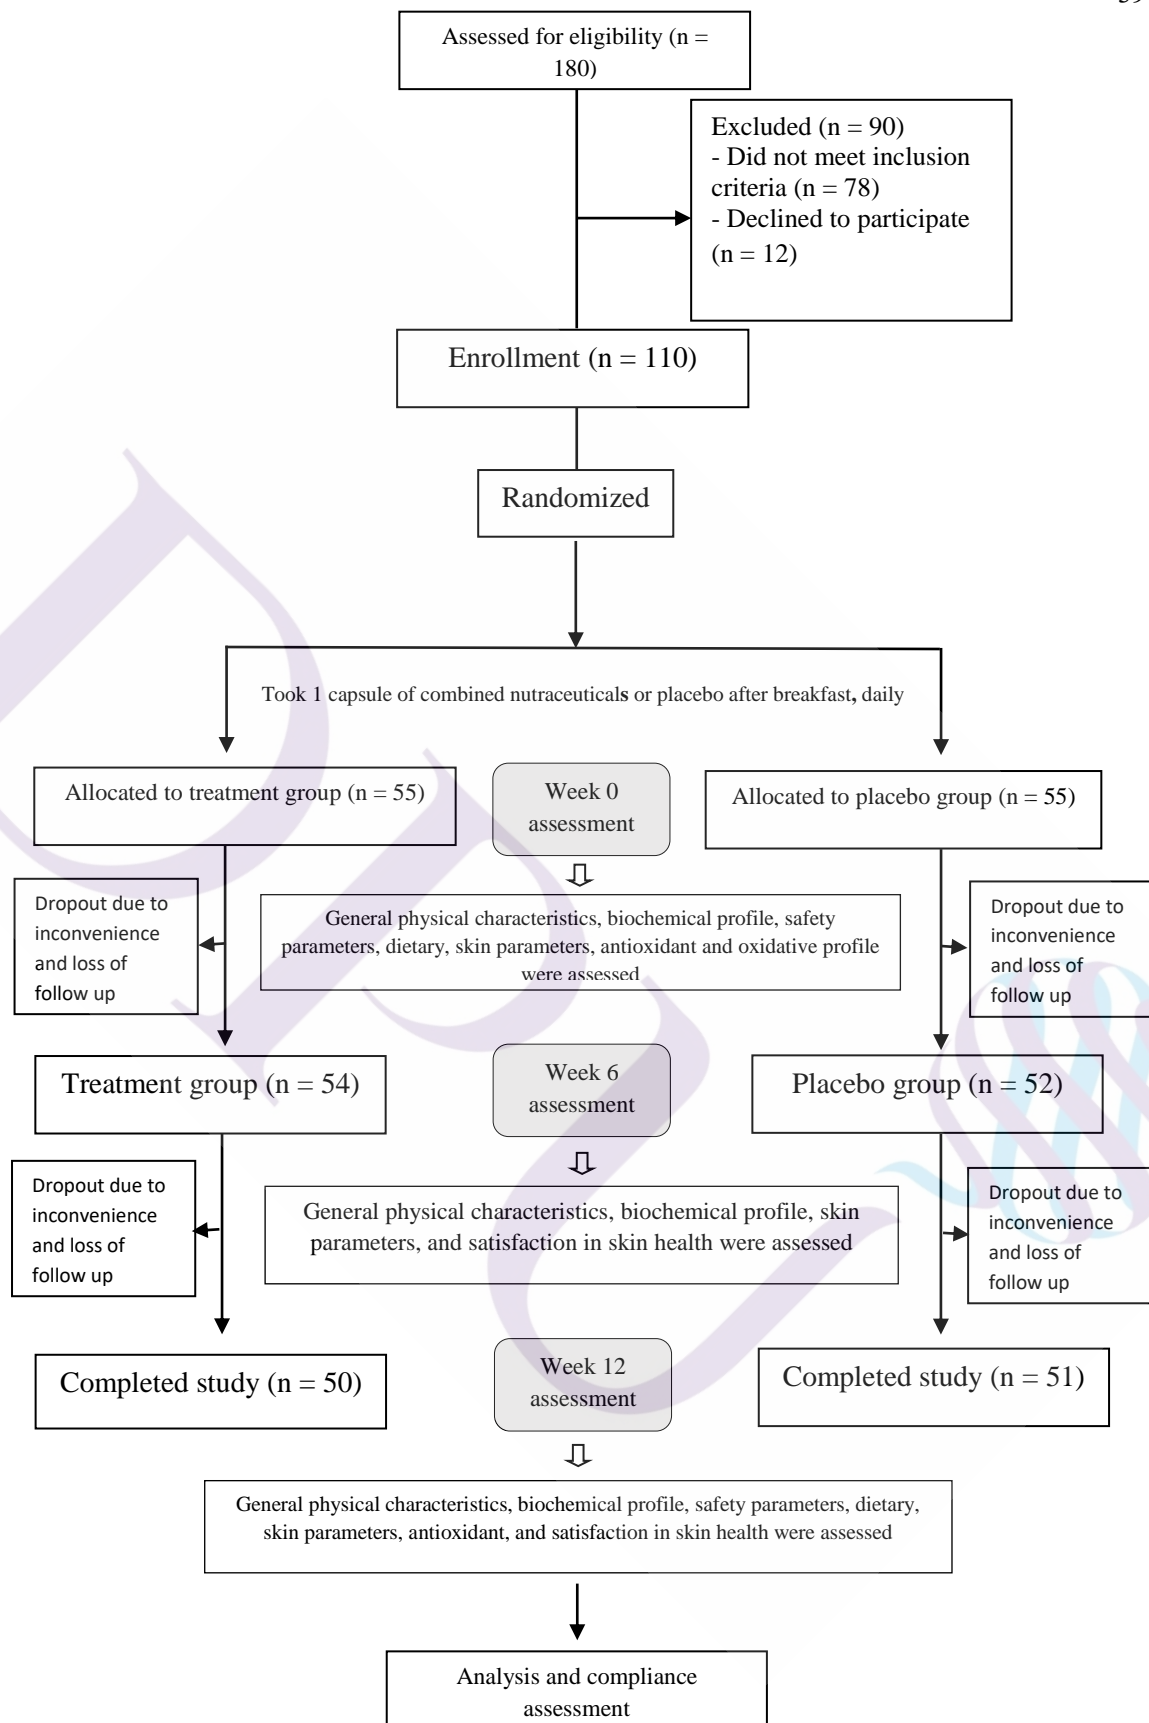 Assessed for eligibility (n =
180)
Excluded (n = 90)
- Did not meet inclusion
criteria (n = 78)
- Declined to participate
(n = 12)
Enrollment (n = 110)
Randomized
Took 1 capsule of combined nutraceuticals or placebo after breakfast, daily
Allocated to treatment group (n = 55)
Week 0
assessment
Allocated to placebo group (n = 55)
Dropout due to
inconvenience
and loss of
follow up
General physical characteristics, biochemical profile, safety
parameters, dietary, skin parameters, antioxidant and oxidative profile
were assessed
Dropout due to
inconvenience
and loss of
follow up
Treatment group (n = 54)
Week 6
assessment
Placebo group (n = 52)
Dropout due to
inconvenience
and loss of
follow up
General physical characteristics, biochemical profile, skin
parameters, and satisfaction in skin health were assessed
Dropout due to
inconvenience
and loss of
follow up
Completed study (n = 50)
Week 12
assessment
Completed study (n = 51)
General physical characteristics, biochemical profile, safety parameters, dietary,
skin parameters, antioxidant, and satisfaction in skin health were assessed
Analysis and compliance
assessment
DPU